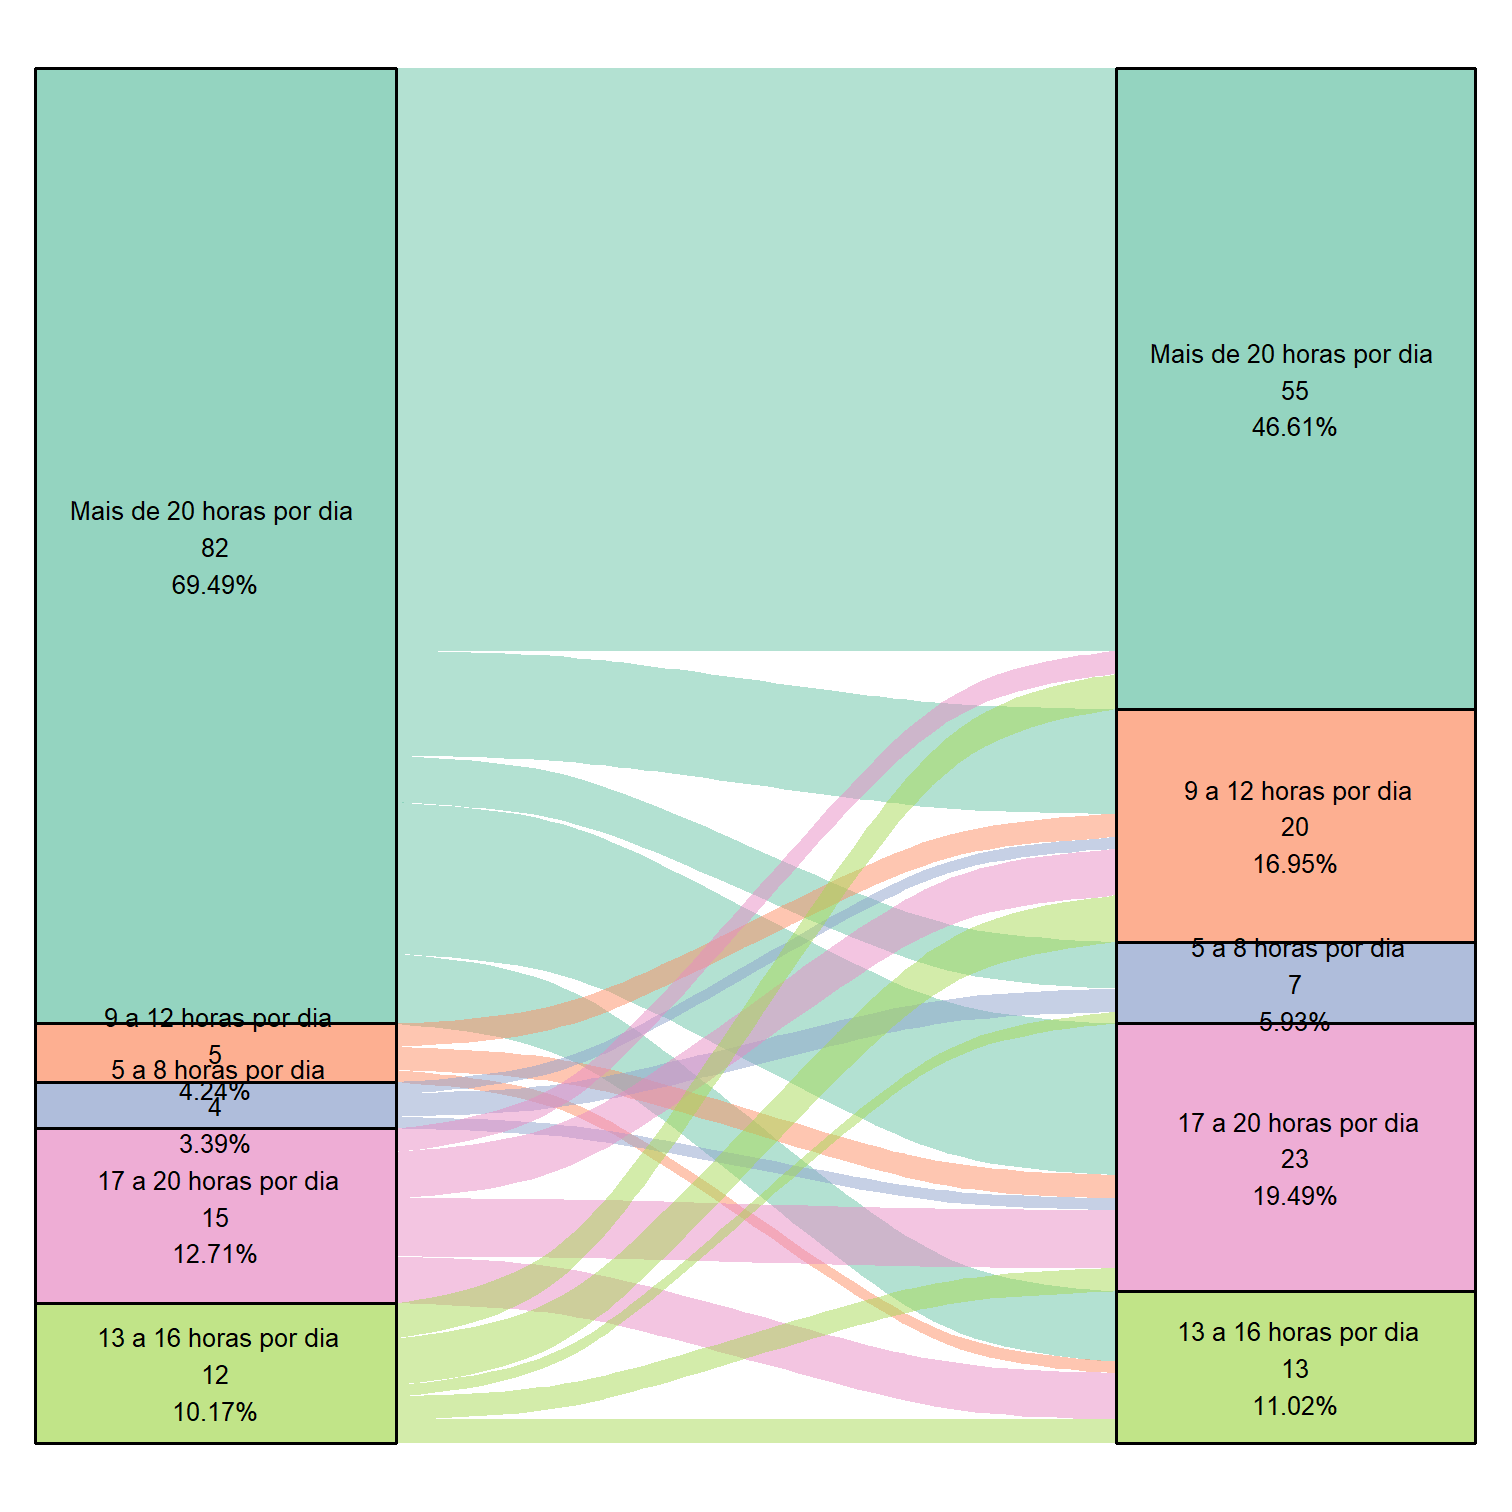 Mais de 20 horas por dia
82
69.49%
9 a 12 horas por dia
5
4.24%
5 a 8 horas por dia
4
3.39%
17 a 20 horas por dia
15
12.71%
13 a 16 horas por dia
12
10.17%
Mais de 20 horas por dia
55
46.61%
9 a 12 horas por dia
20
16.95%
5 a 8 horas por dia
7
5.93%
17 a 20 horas por dia
23
19.49%
13 a 16 horas por dia
13
11.02%